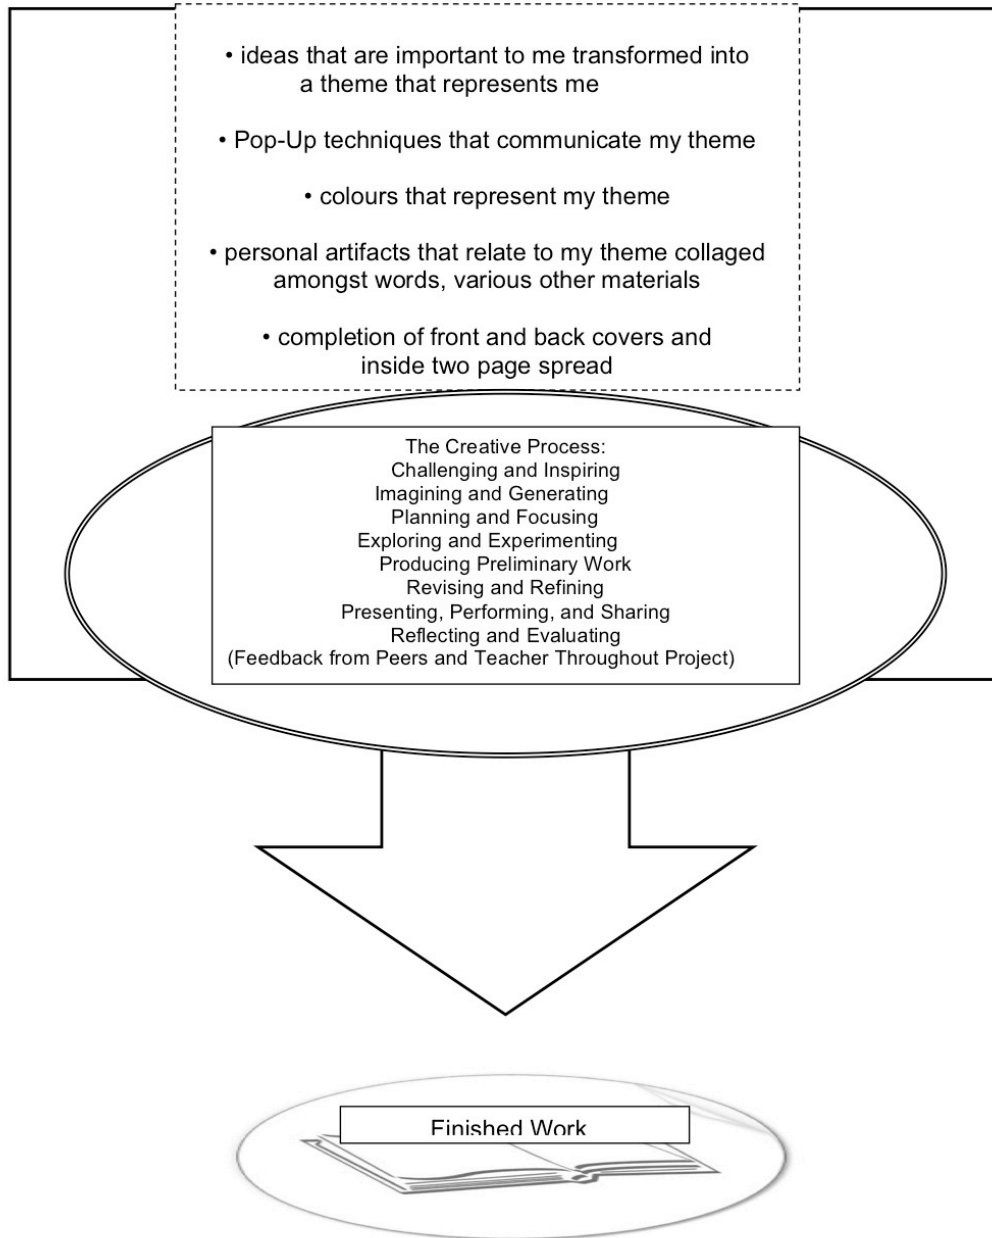 • ideas that are important to me transformed into
a theme that represents me
• Pop-Up techniques that communicate my theme
• colours that represent my theme
• personal artifacts that relate to my theme collaged
amongst words, various other materials
• completion of front and back covers and
inside two page spread
The Creative Process:
Challenging and Inspiring
Imagining and Generating
Planning and Focusing
Exploring and Experimenting
Producing Preliminary Work
Revising and Refining
Presenting, Performing, and Sharing
Reflecting and Evaluating
(Feedback from Peers and Teacher Throughout Project)
Finished Work